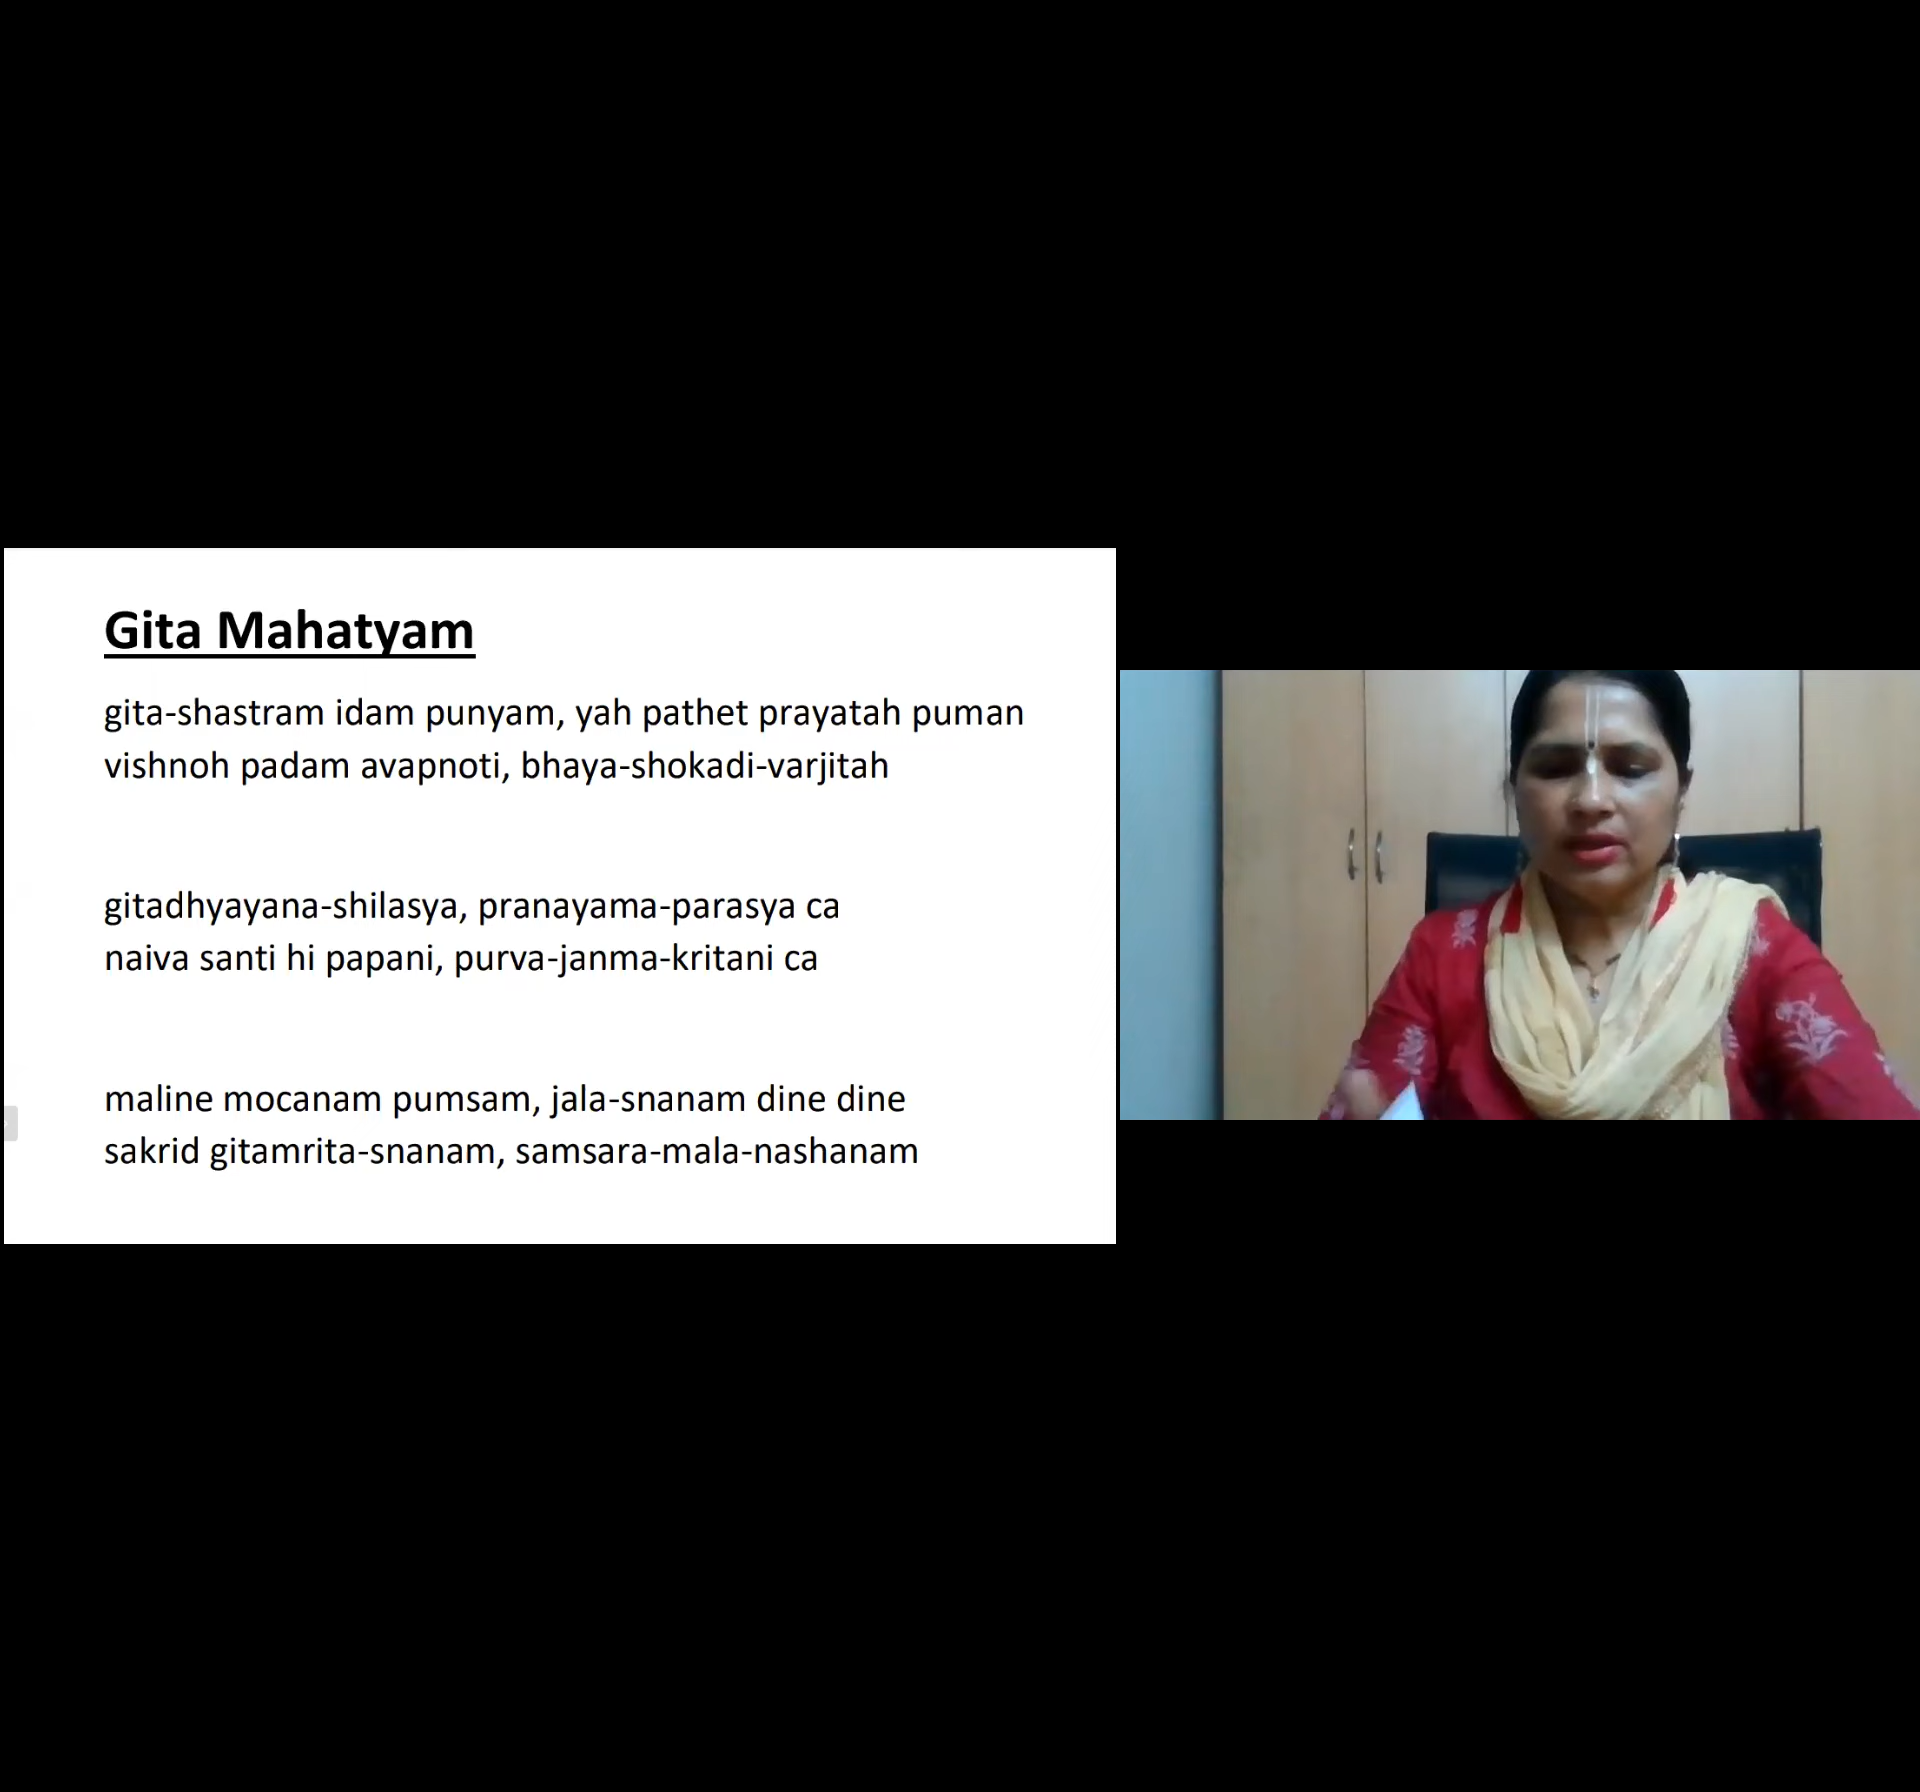 Gita Mahatyam
gita-shastram idam punyam, yah pathet prayatah puman
vishnoh padam avapnoti, bhaya-shokadi-varjitah
gitadhyayana-shilasya, pranayama-parasya ca
naiva santi hi papani, purva-janma-kritani ca
maline mocanam pumsam, jala-snanam dine dine
sakrid gitamrita-snanam, samsara-mala-nashanam